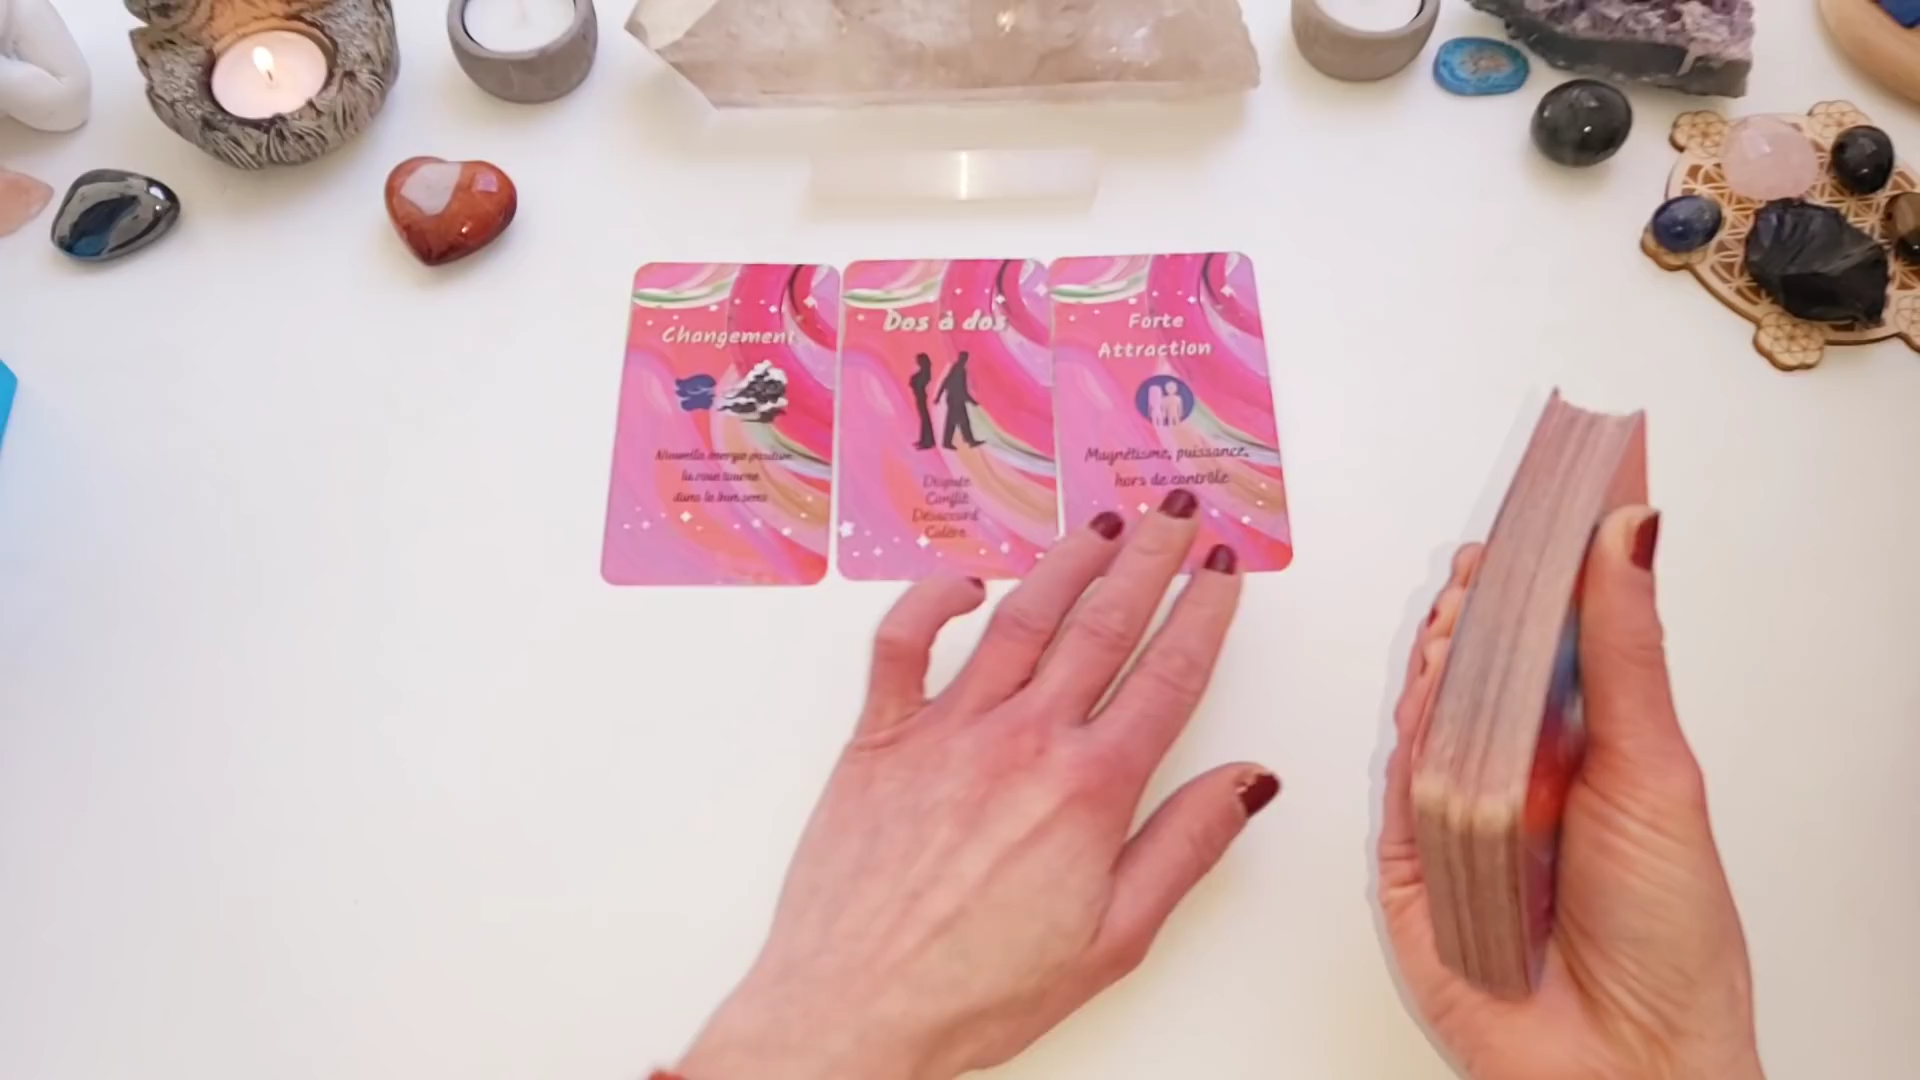 Changement
Nouvelle énergie positive
la roue tourne
dans le bon sens
Dos à dos
Dispute
Conflit
Désaccord
Colère
Forte
Attraction
Magnétisme, puissance,
hors de contrôle